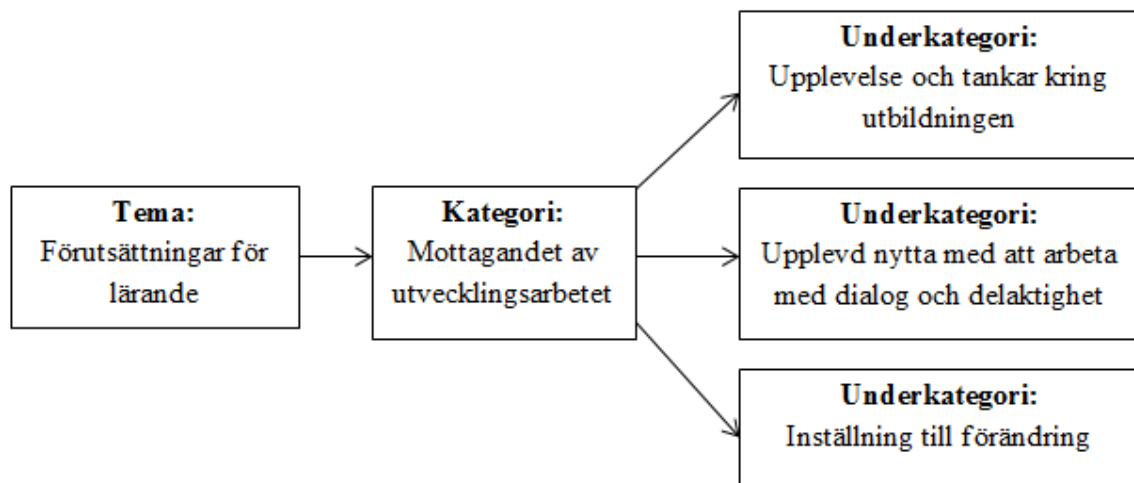 Tema:
Förutsättningar för
lärande
Kategori:
Mottagandet av
utvecklingsarbetet
Underkategori:
Upplevelse och tankar kring
utbildningen
Underkategori:
Upplevd nytta med att arbeta
med dialog och delaktighet
Underkategori:
Inställning till förändring